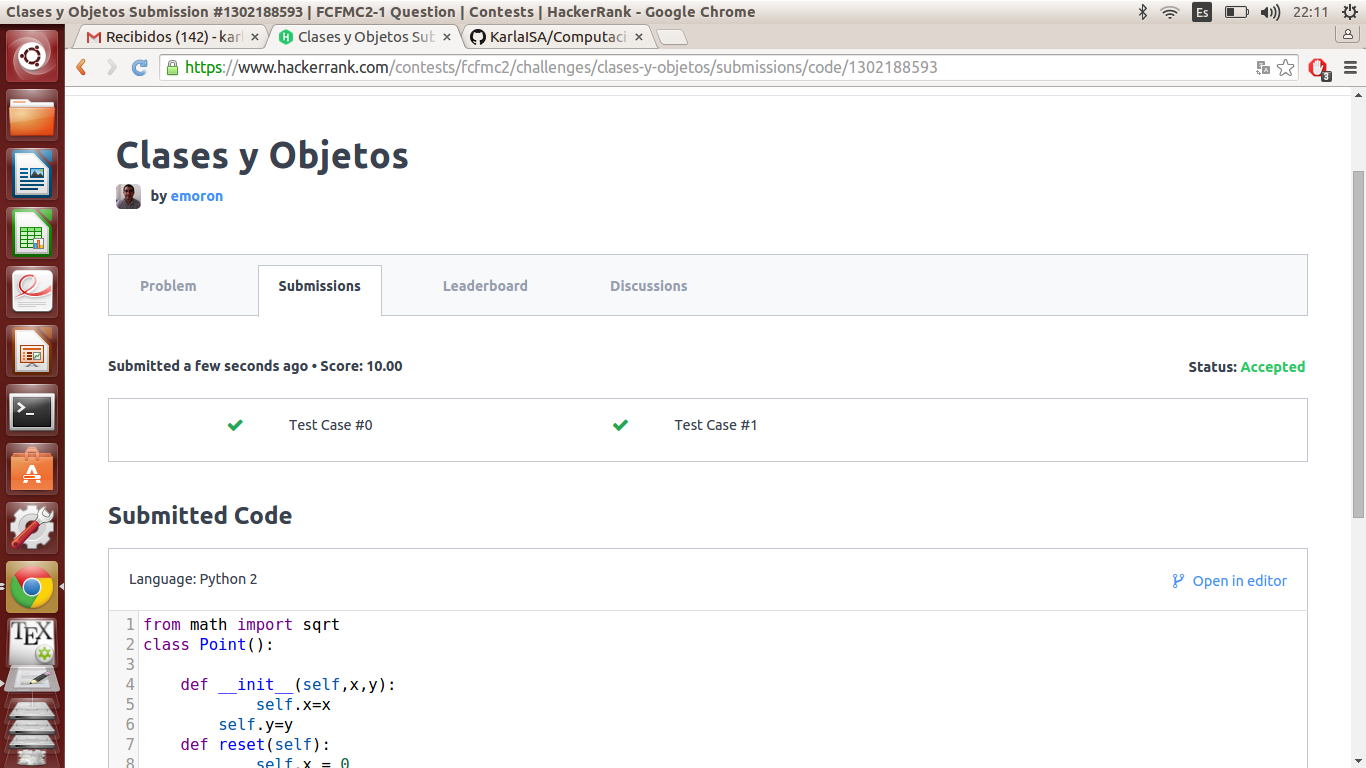 Clases y Objetos Submission #1302188593 | FCFMC2-1 Question | Contests | HackerRank - Google Chrome
Es
22:11
Recibidos (142) - kar
Clases y Objetos Sub
KarlaISA/Computaci
https://www.hackerrank.com/contests/fcfmc2/challenges/clases-y-objetos/submissions/code/1302188593
3
Clases y Objetos
by emoron
Problem
Submissions
Leaderboard
Discussions
Submitted a few seconds ago • Score: 10.00
Status: Accepted
Test Case #0
Test Case #1
Submitted Code
Language: Python 2
Open in editor
1 from math import sqrt
2 class Point():
3
4     def __init__(self,x,y):
5             self.x=x
6         self.y=y
7     def reset(self):
8             self.x = 0
TEX